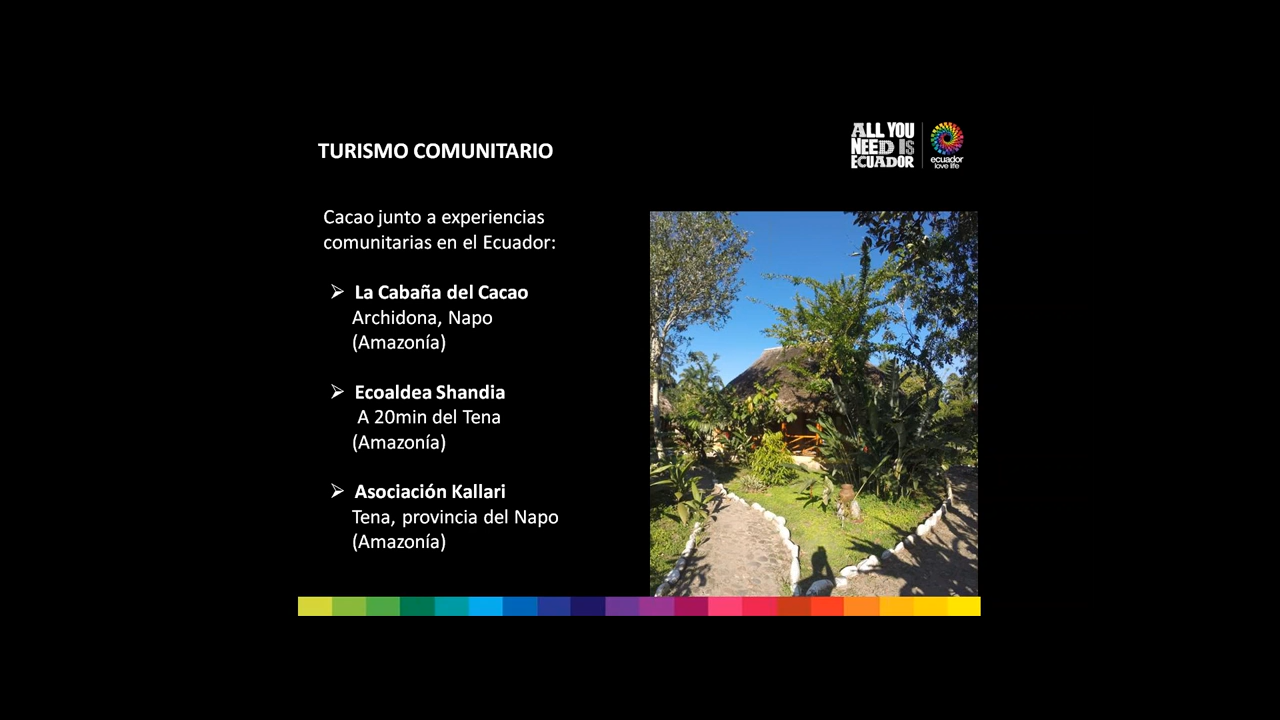 TURISMO COMUNITARIO
ALL YOU
NEED IS
ECUADOR
ecuador
love life
Cacao junto a experiencias
comunitarias en el Ecuador:
La Cabaña del Cacao
Archidona, Napo
(Amazonía)
Ecoaldea Shandia
A 20min del Tena
(Amazonía)
Asociación Kallari
Tena, provincia del Napo
(Amazonía)